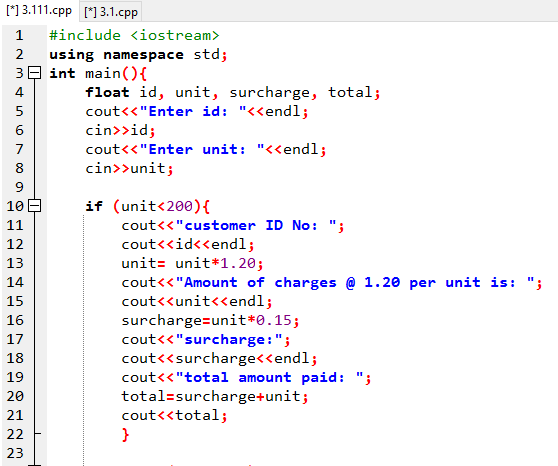 [*] 3.111.cpp [*] 3.1.cpp
1 #include <iostream>
2 using namespace std;
3 int main(){
4 float id, unit, surcharge, total;
5 cout<<"Enter id: "<<endl;
6 cin>>id;
7 cout<<"Enter unit: "<<endl;
8 cin>>unit;
9
10 if (unit<200){
11 cout<<"customer ID No: ";
12 cout<<id<<endl;
13 unit= unit*1.20;
14 cout<<"Amount of charges @ 1.20 per unit is: ";
15 cout<<unit<<endl;
16 surcharge=unit*0.15;
17 cout<<"surcharge:";
18 cout<<surcharge<<endl;
19 cout<<"total amount paid: ";
20 total=surcharge+unit;
21 cout<<total;
22 }
23